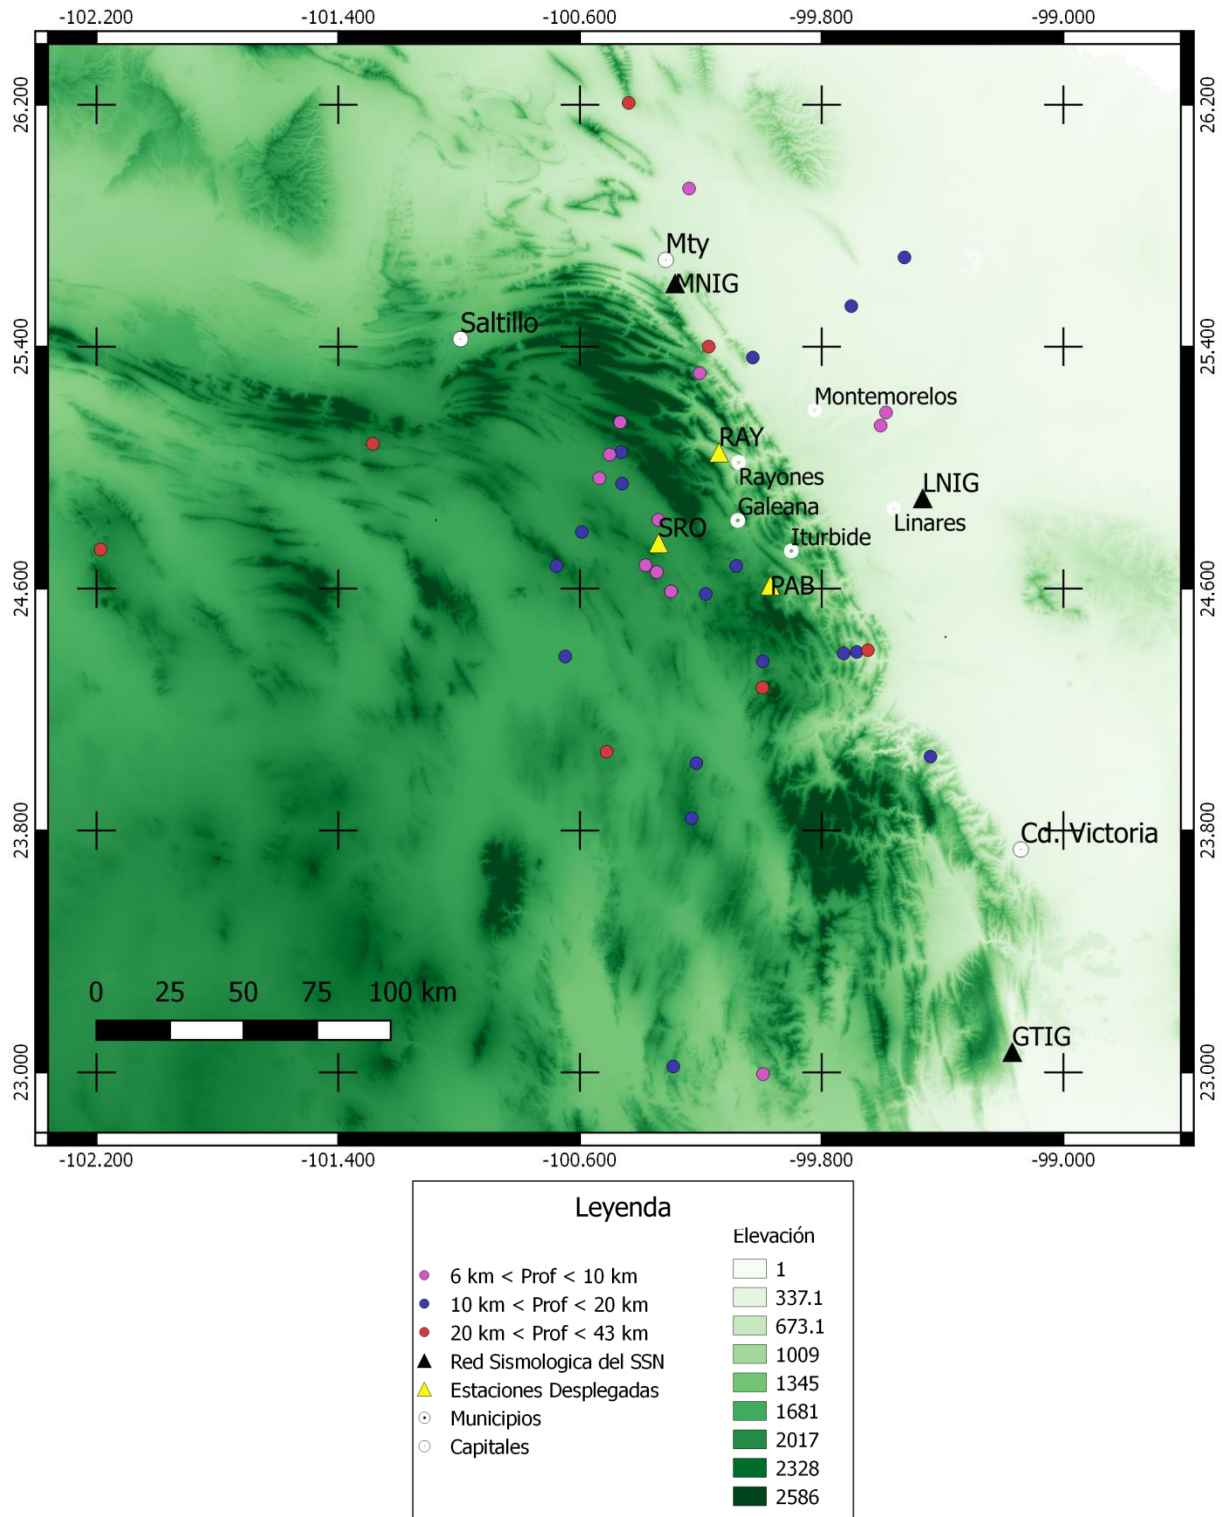 -102.200 -101.400 -100.600 -99.800 -99.000
26.200 26.200
Mty
MNIG
Saltillo
25.400 25.400
Montemorelos
RAY
Rayones
LNIG
Galeana
Linares
SRO
Iturbide
24.600 24.600
PAB
23.800 23.800
Cd. Victoria
0 25 50 75 100 km
GTIG
23.000 23.000
-102.200 -101.400 -100.600 -99.800 -99.000
Leyenda
6 km < Prof < 10 km
10 km < Prof < 20 km
20 km < Prof < 43 km
Red Sismologica del SSN
Estaciones Desplegadas
Municipios
Capitales
Elevación
1
337.1
673.1
1009
1345
1681
2017
2328
2586